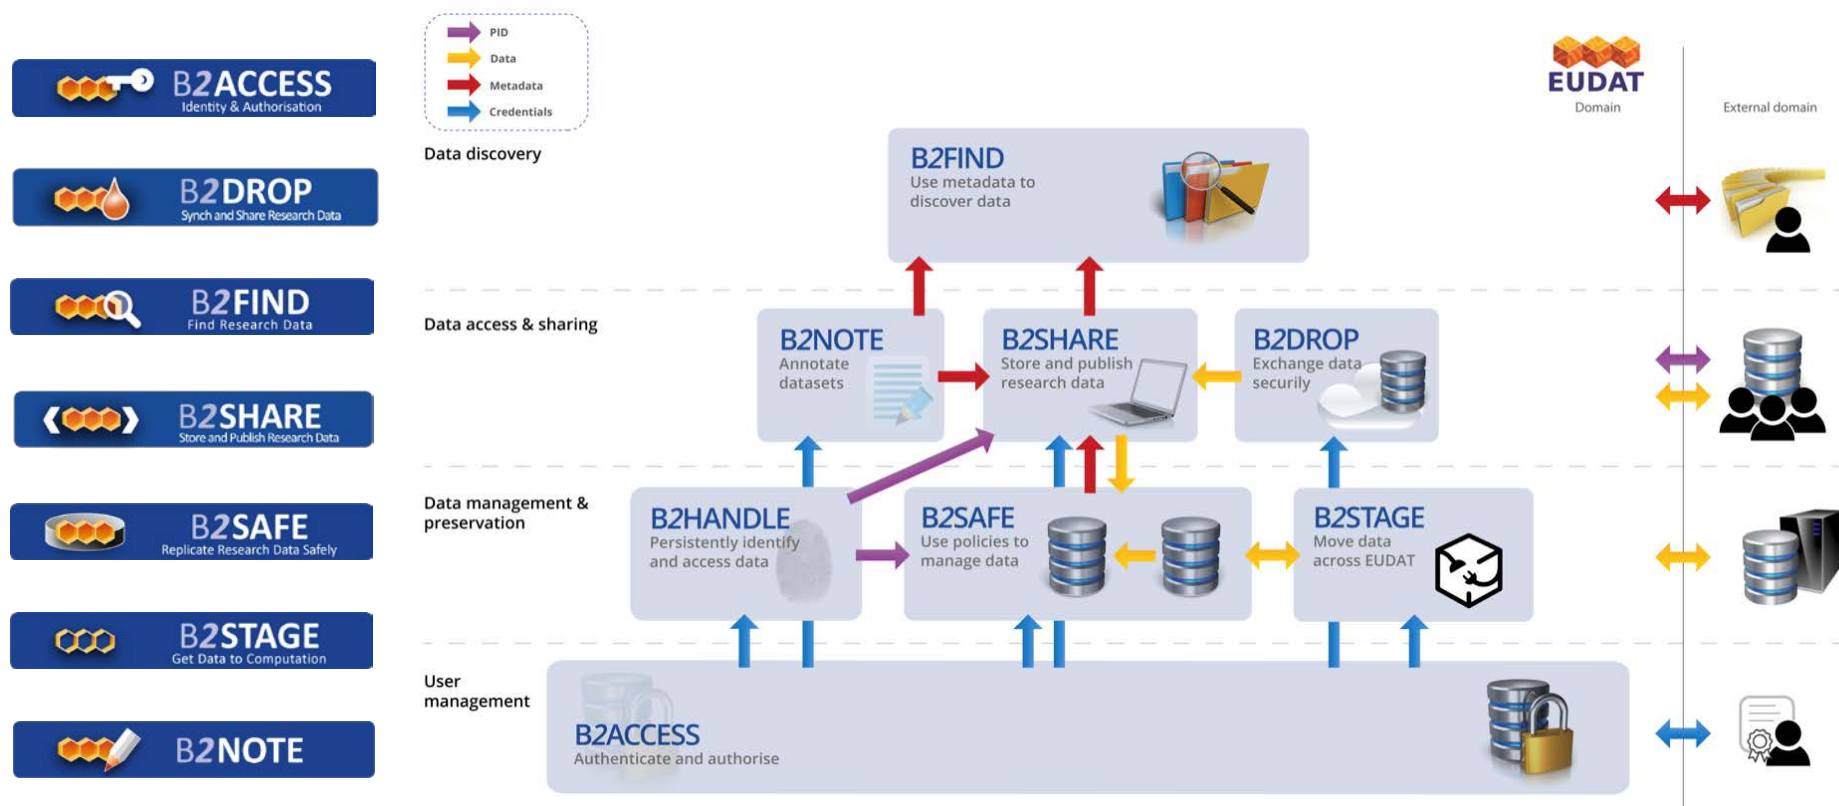 B2ACCESS
Identity & Authorisation
B2DROP
Synch and Share Research Data
B2FIND
Find Research Data
B2SHARE
Store and Publish Research Data
B2SAFE
Replicate Research Data Safely
B2STAGE
Get Data to Computation
B2NOTE
PID
Data
Metadata
Credentials
EUDAT
Domain
External domain
Data discovery
B2FIND
Use metadata to
discover data
Data access & sharing
B2NOTE
Annotate
datasets
B2SHARE
Store and publish
research data
B2DROP
Exchange data
security
Data management &
preservation
B2HANDLE
Persistently identify
and access data
B2SAFE
Use policies to
manage data
B2STAGE
Move data
across EUDAT
User
management
B2ACCESS
Authenticate and authorise